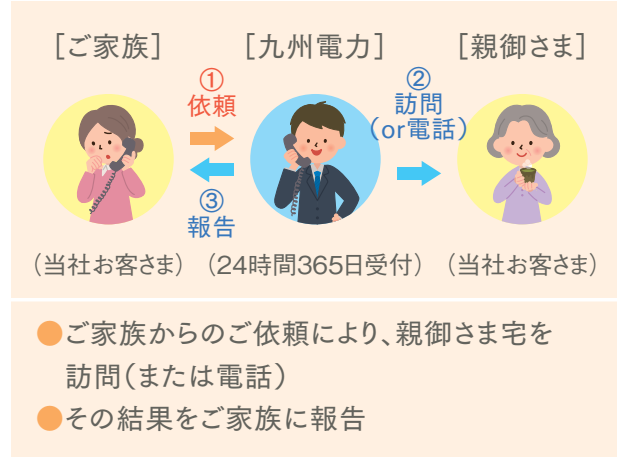 ［ご家族］
［九州電力］
［親御さま］
①
依頼
②
訪問
（or電話）
③
報告
（当社お客さま）
（24時間365日受付）
（当社お客さま）
●ご家族からのご依頼により、親御さま宅を
訪問（または電話）
●その結果をご家族に報告